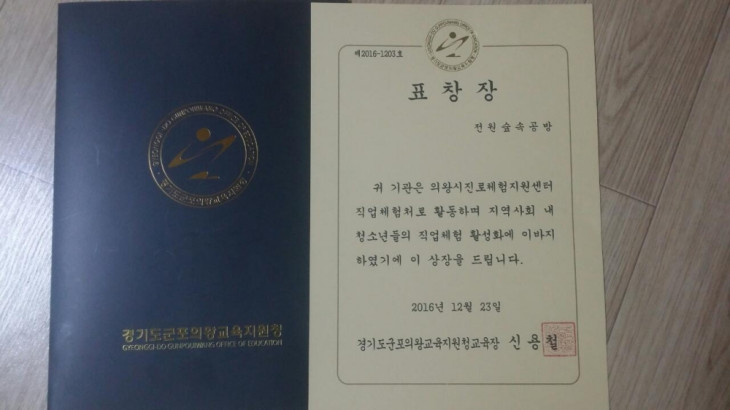 경기도군포의왕교육지원청
GYEONGGI-DO GUNPOUIWANG OFFICE OF EDUCATION
제2016-1203호
표창장
전원숲속공방
귀 기관은 의왕시진로체험지원센터
직업체험처로 활동하며 지역사회 내
청소년들의 직업체험 활성화에 이바지
하였기에 이 상장을 드립니다.
2016년 12월 23일
경기도군포의왕교육지원청교육장 신용철